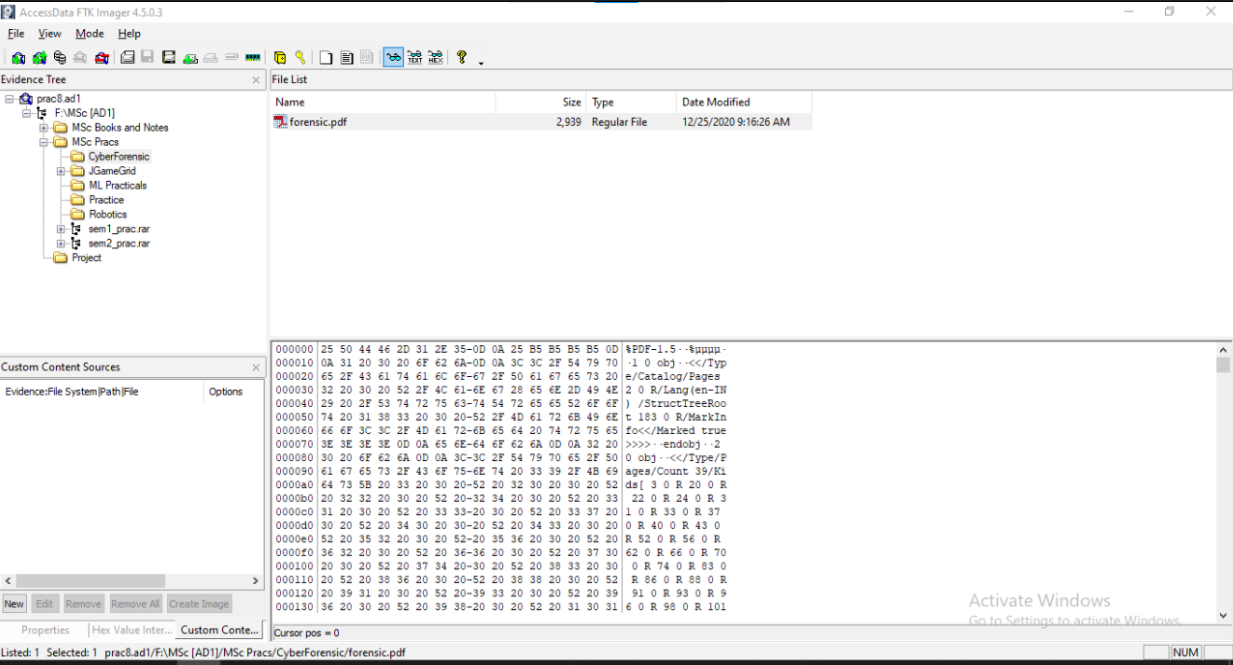 AccessData FTK Imager 4.5.0.3
File View Mode Help
Evidence Tree
prac8.ad1
F:\MSc [AD1]
MSc Books and Notes
MSc Pracs
CyberForensic
JGameGrid
ML Practicals
Practice
Robotics
sem1_prac.rar
sem2_prac.rar
Project
File List
Name Size Type Date Modified
forensic.pdf 2,939 Regular File 12/25/2020 9:16:26 AM
Custom Content Sources
Evidence:File System|Path|File Options
New Edit Remove Remove All Create Image
Properties Hex Value Inter... Custom Conte...
000000 25 50 44 46 2D 31 2E 35-0D 0A 25 B5 B5 B5 B5 0D %PDF-1.5··%µµµµ·
000010 0A 31 20 30 20 6F 62 6A-0D 0A 3C 3C 2F 54 79 70 ·1 0 obj··<</Typ
000020 65 2F 43 61 74 61 6C 6F-67 2F 50 61 67 65 73 20 e/Catalog/Pages
000030 32 20 30 20 52 2F 4C 61-6E 67 28 65 6E 2D 49 4E 2 0 R/Lang(en-IN
000040 29 20 2F 53 74 72 75 63-74 54 72 65 65 52 6F 6F ) /StructTreeRoo
000050 74 20 31 38 33 20 30 20-52 2F 4D 61 72 6B 49 6E t 183 0 R/MarkIn
000060 66 6F 3C 3C 2F 4D 61 72-6B 65 64 20 74 72 75 65 fo<</Marked true
000070 3E 3E 3E 3E 0D 0A 65 6E-64 6F 62 6A 0D 0A 32 20 >>>>··endobj··2
000080 30 20 6F 62 6A 0D 0A 3C-3C 2F 54 79 70 65 2F 50 0 obj··<</Type/P
000090 61 67 65 73 2F 43 6F 75-6E 74 20 33 39 2F 4B 69 ages/Count 39/Ki
0000a0 64 73 5B 20 33 20 30 20-52 20 32 30 20 30 20 52 ds[ 3 0 R 20 0 R
0000b0 20 32 32 20 30 20 52 20-32 34 20 30 20 52 20 33 22 0 R 24 0 R 3
0000c0 31 20 30 20 52 20 33 33-20 30 20 52 20 33 37 20 1 0 R 33 0 R 37
0000d0 30 20 52 20 34 30 20 30-20 52 20 34 33 20 30 20 0 R 40 0 R 43 0
0000e0 52 20 35 32 20 30 20 52-20 35 36 20 30 20 52 20 R 52 0 R 56 0 R
0000f0 36 32 20 30 20 52 20 36-36 20 30 20 52 20 37 30 62 0 R 66 0 R 70
000100 20 30 20 52 20 37 34 20-30 20 52 20 38 33 20 30 0 R 74 0 R 83 0
000110 20 52 20 38 36 20 30 20-52 20 38 38 20 30 20 52 R 86 0 R 88 0 R
000120 20 39 31 20 30 20 52 20-39 33 20 30 20 52 20 39 91 0 R 93 0 R 9
000130 36 20 30 20 52 20 39 38-20 30 20 52 20 31 30 31 6 0 R 98 0 R 101
Cursor pos = 0
Activate Windows
Go to Settings to activate Windows.
Listed: 1 Selected: 1 prac8.ad1/F:\MSc [AD1]/MSc Pracs/CyberForensic/forensic.pdf
NUM